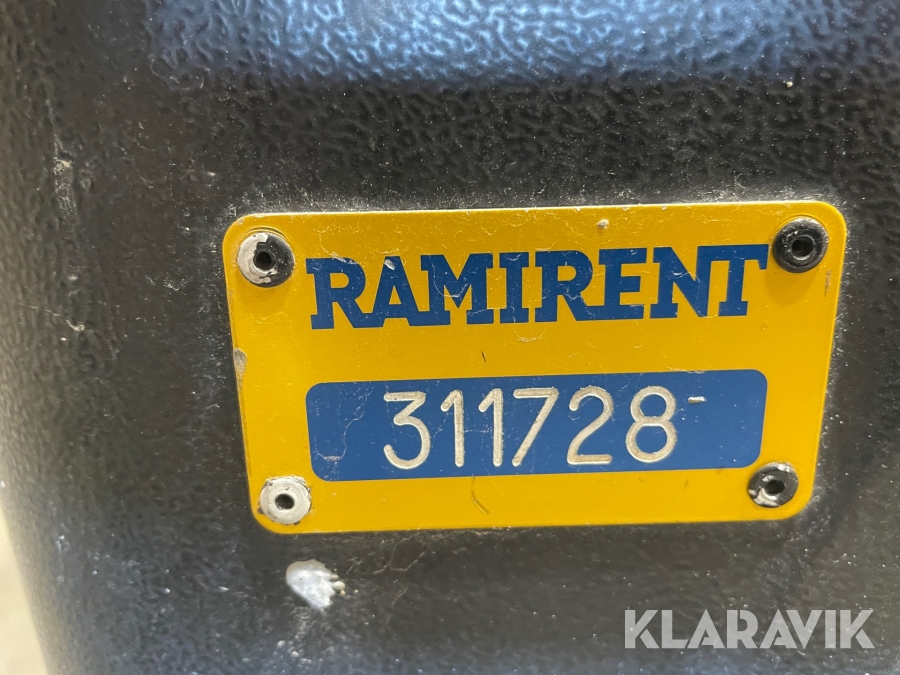 RAMIRENT
311728
KLARAVIK